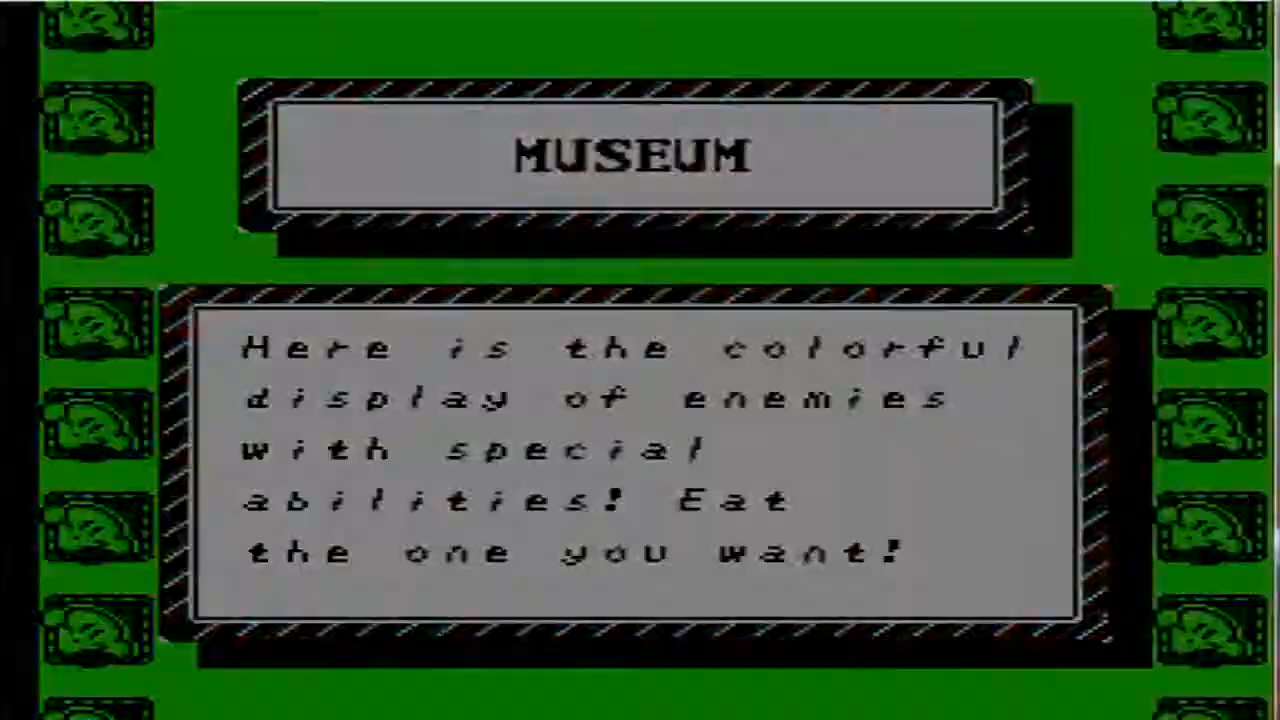 MUSEUM
Here is the colorful
display of enemies
with special
abilities! Eat
the one you want!